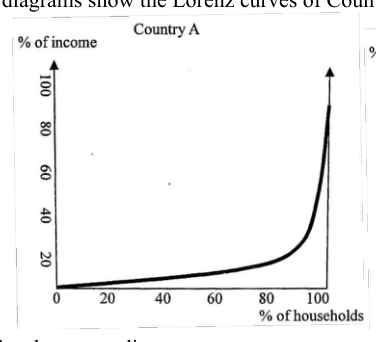 diagrams show the Lorenz curves of Coun
Country A
% of income
%
100
80
60
40
20
0 20 40 60 80 100
% of households